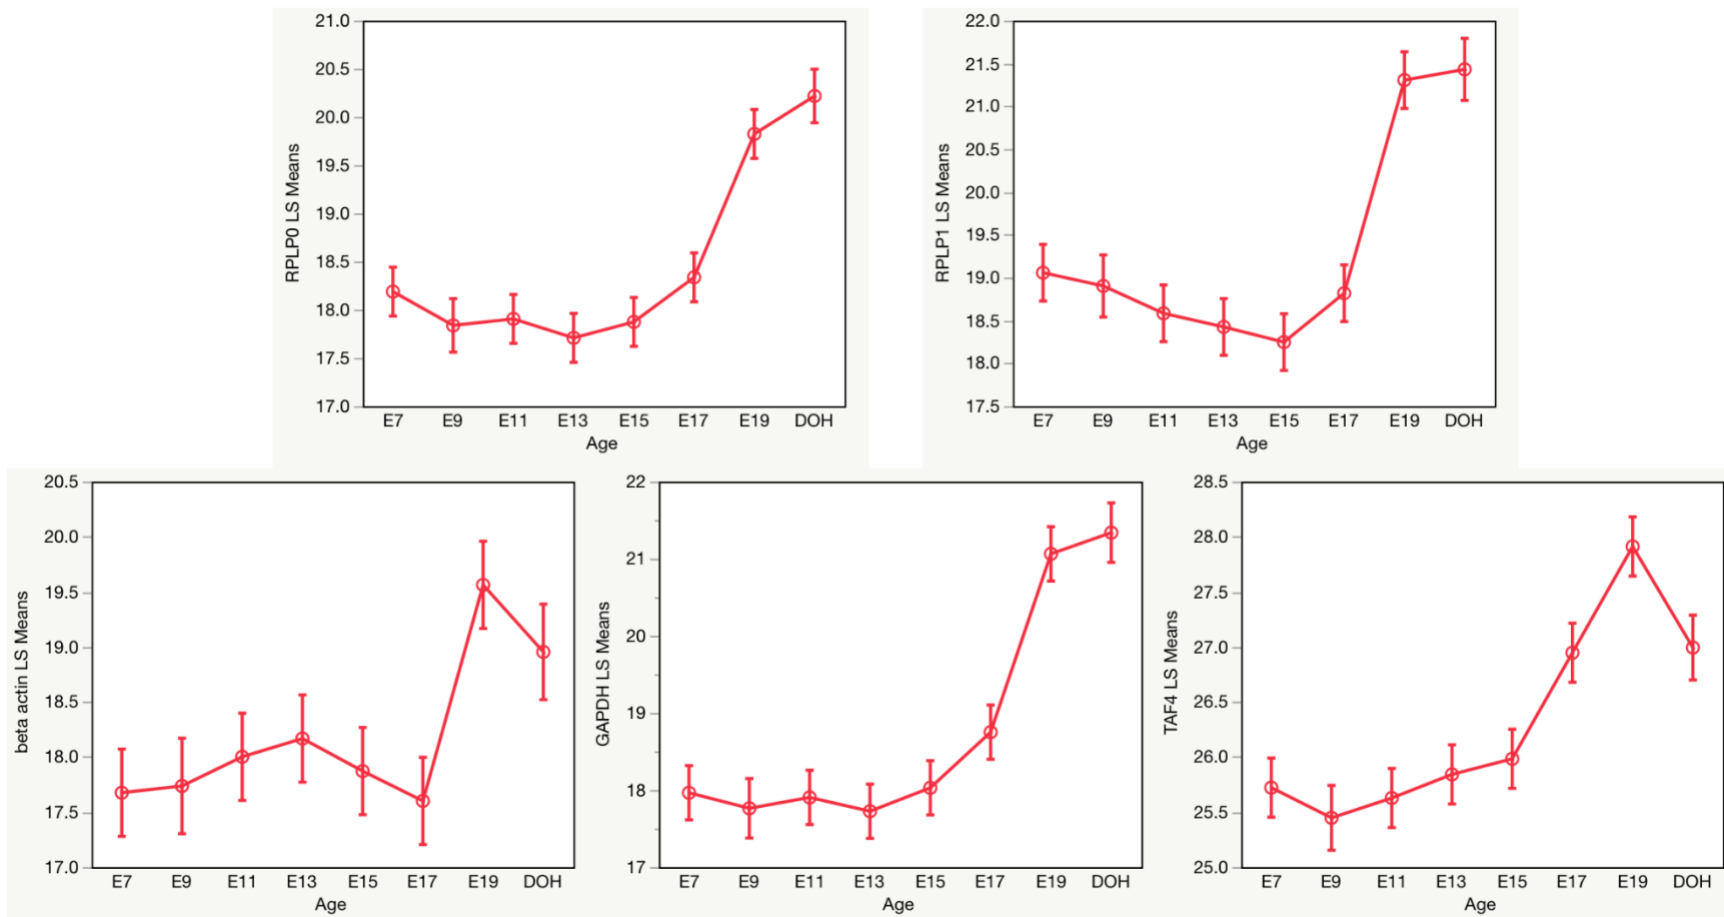 RPLP0 LS Means
21.0
20.5
20.0
19.5
19.0
18.5
18.0
17.5
17.0
E7 E9 E11 E13 E15 E17 E19 DOH
Age
RPLP1 LS Means
22.0
21.5
21.0
20.5
20.0
19.5
19.0
18.5
18.0
17.5
E7 E9 E11 E13 E15 E17 E19 DOH
Age
beta actin LS Means
20.5
20.0
19.5
19.0
18.5
18.0
17.5
17.0
E7 E9 E11 E13 E15 E17 E19 DOH
Age
GAPDH LS Means
22
21
20
19
18
17
E7 E9 E11 E13 E15 E17 E19 DOH
Age
TAF4 LS Means
28.5
28.0
27.5
27.0
26.5
26.0
25.5
25.0
E7 E9 E11 E13 E15 E17 E19 DOH
Age